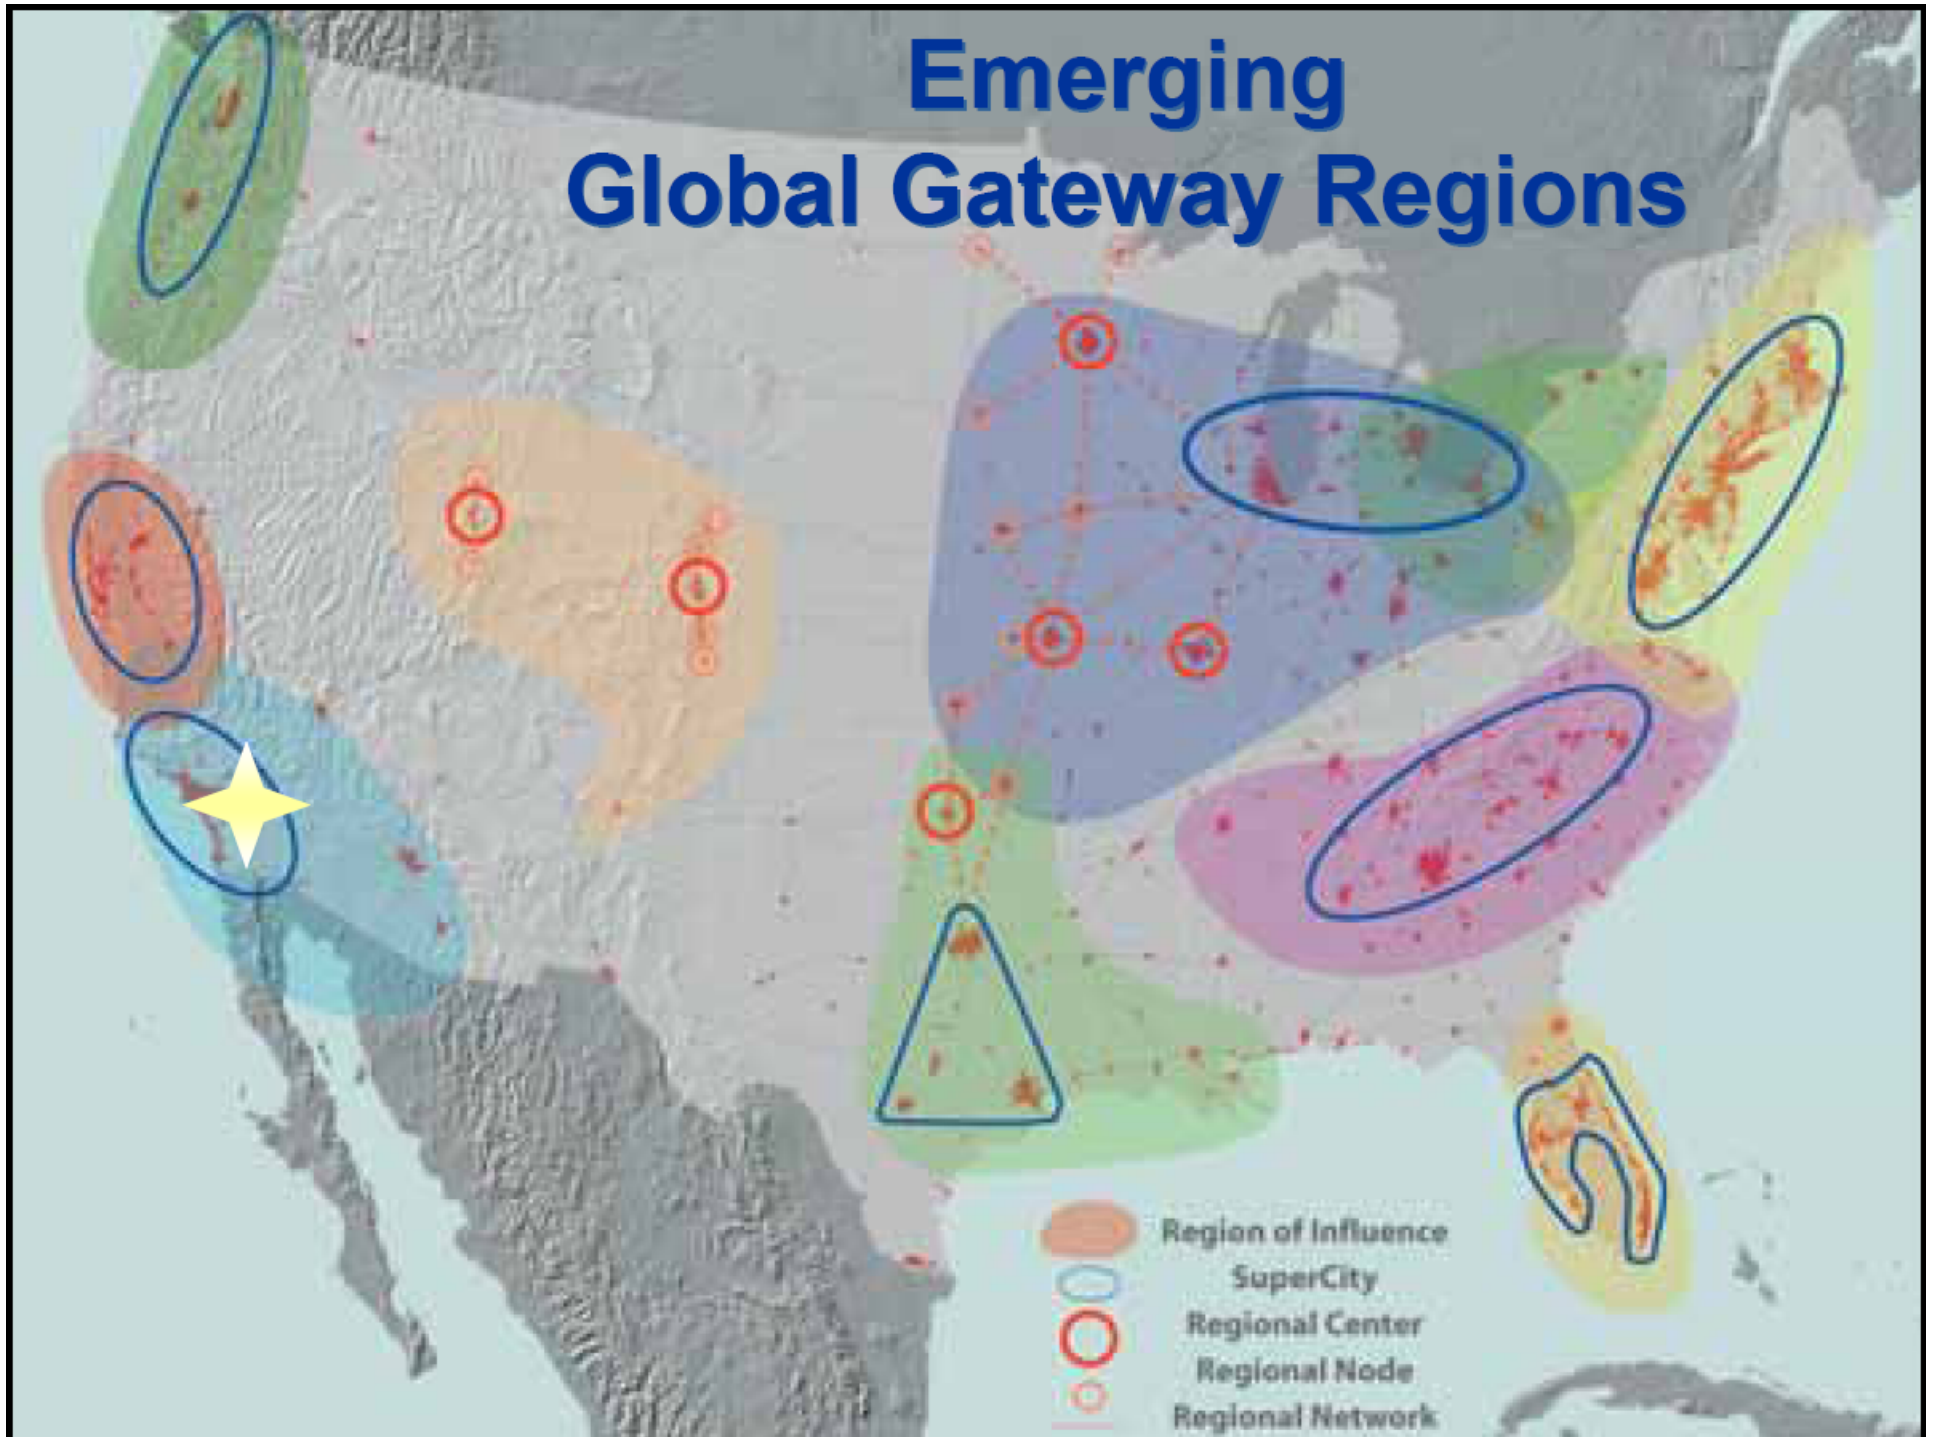 Emerging
Global Gateway Regions
Region of Influence
SuperCity
Regional Center
Regional Node
Regional Network